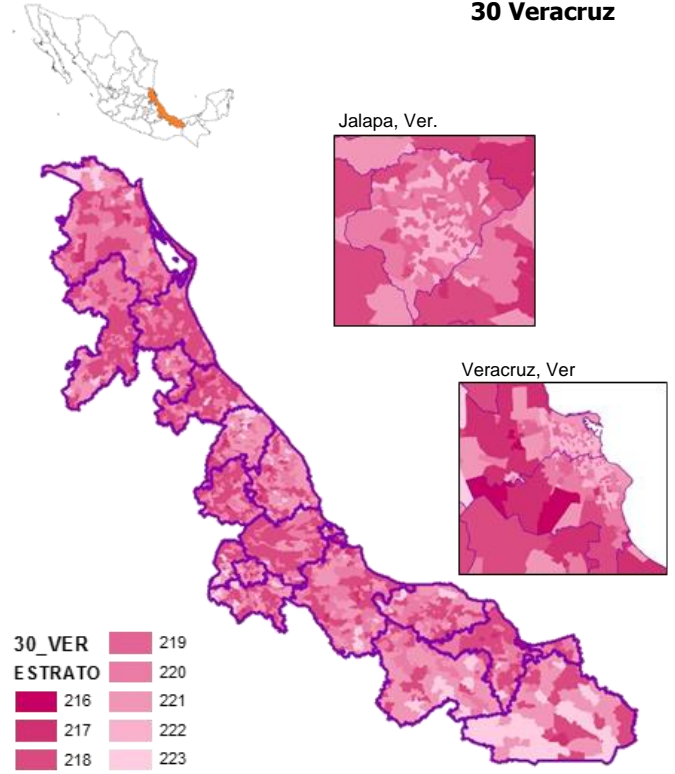 30 Veracruz
Jalapa, Ver.
Veracruz, Ver
30_VER
ESTRATO
216
217
218
219
220
221
222
223